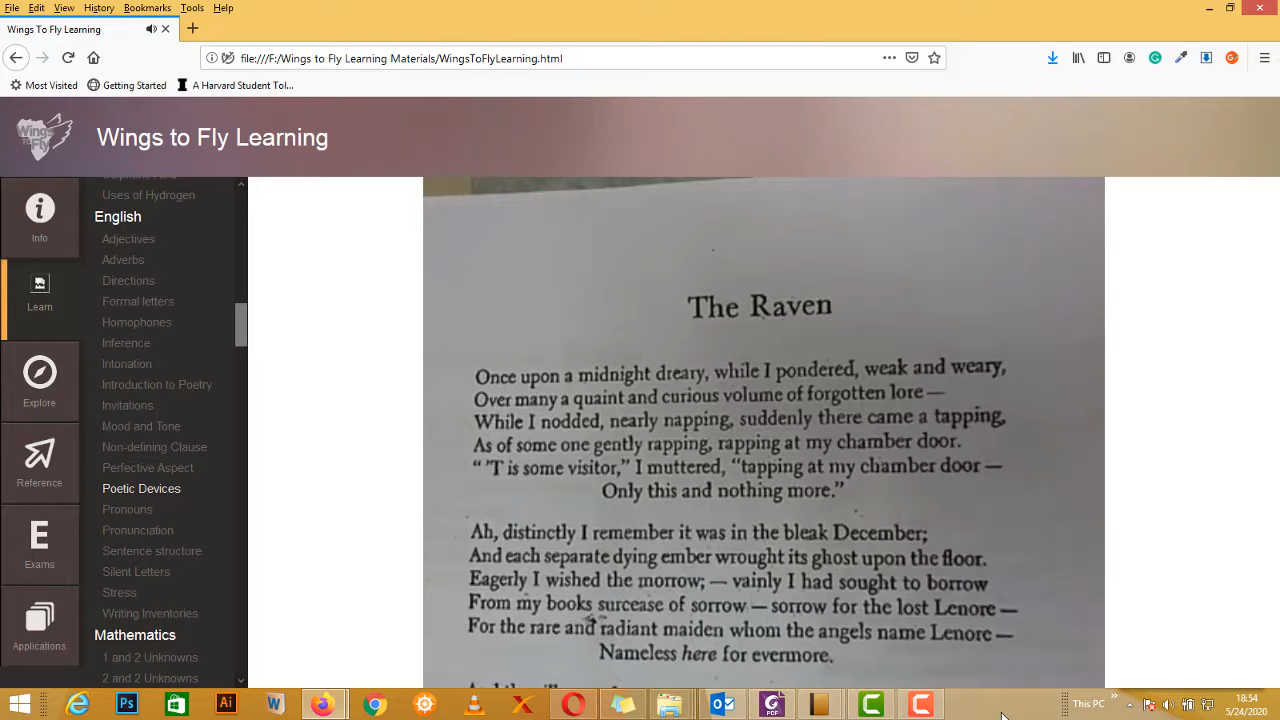 File Edit View History Bookmarks Tools Help
Wings To Fly Learning
file:///F:/Wings to Fly Learning Materials/WingsToFlyLearning.html
Most Visited Getting Started A Harvard Student Tol...
Wings to Fly
Wings to Fly Learning
Info
Learn
Explore
Reference
E
Exams
Applications
Uses of Hydrogen
English
Adjectives
Adverbs
Directions
Formal letters
Homophones
Inference
Intonation
Introduction to Poetry
Invitations
Mood and Tone
Non-defining Clause
Perfective Aspect
Poetic Devices
Pronouns
Pronunciation
Sentence structure
Silent Letters
Stress
Writing Inventories
Mathematics
1 and 2 Unknowns
2 and 2 Unknowns
The Raven
Once upon a midnight dreary, while I pondered, weak and weary,
Over many a quaint and curious volume of forgotten lore —
While I nodded, nearly napping, suddenly there came a tapping,
As of some one gently rapping, rapping at my chamber door.
“ 'T is some visitor,” I muttered, “tapping at my chamber door —
Only this and nothing more.”
Ah, distinctly I remember it was in the bleak December;
And each separate dying ember wrought its ghost upon the floor.
Eagerly I wished the morrow; — vainly I had sought to borrow
From my books surcease of sorrow — sorrow for the lost Lenore —
For the rare and radiant maiden whom the angels name Lenore —
Nameless here for evermore.
This PC
18:54
5/24/2020